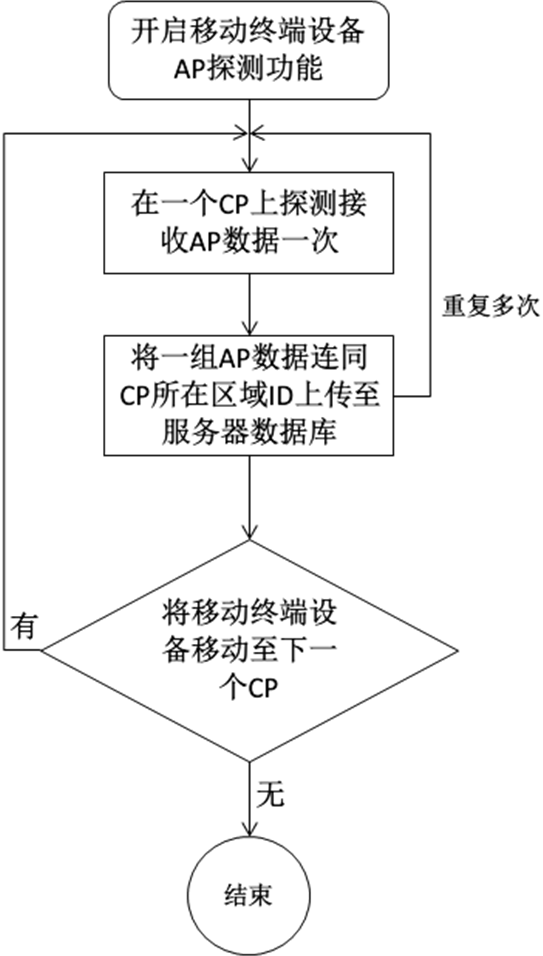 开启移动终端设备
AP探测功能
在一个CP上探测接
收AP数据一次
重复多次
将一组AP数据连同
CP所在区域ID上传至
服务器数据库
有
将移动终端设
备移动至下一
个CP
无
结束